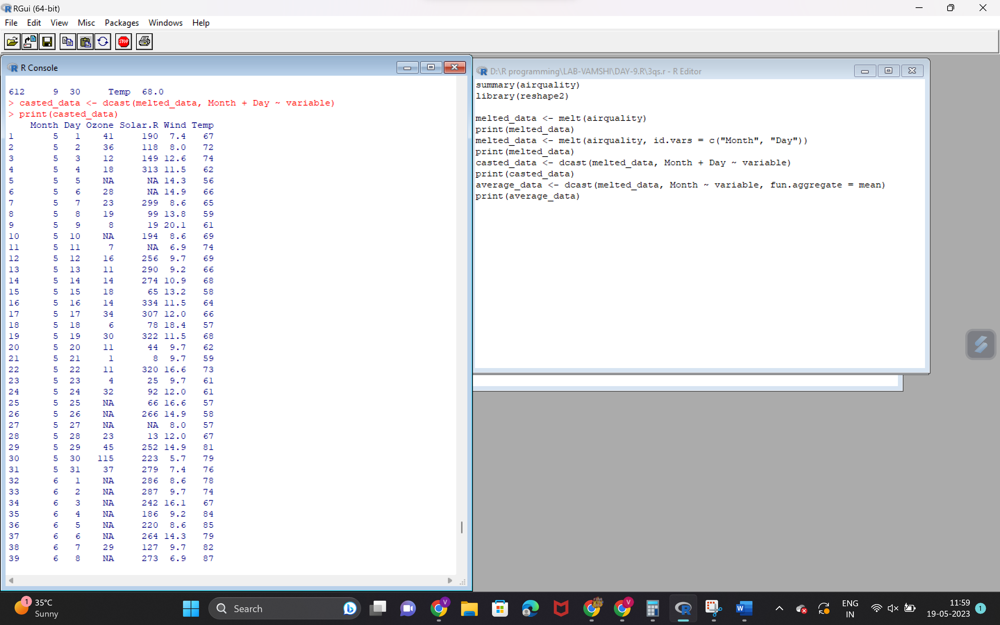 RGui (64-bit)
File Edit View Misc Packages Windows Help
STOP
R Console
612      9  30     Temp  68.0
> casted_data <- dcast(melted_data, Month + Day ~ variable)
> print(casted_data)
    Month Day Ozone Solar.R Wind Temp
1       5   1    41     190  7.4   67
2       5   2    36     118  8.0   72
3       5   3    12     149 12.6   74
4       5   4    18     313 11.5   62
5       5   5    NA      NA 14.3   56
6       5   6    28      NA 14.9   66
7       5   7    23     299  8.6   65
8       5   8    19      99 13.8   59
9       5   9     8      19 20.1   61
10      5  10    NA     194  8.6   69
11      5  11     7      NA  6.9   74
12      5  12    16     256  9.7   69
13      5  13    11     290  9.2   66
14      5  14    14     274 10.9   68
15      5  15    18      65 13.2   58
16      5  16    14     334 11.5   64
17      5  17    34     307 12.0   66
18      5  18     6      78 18.4   57
19      5  19    30     322 11.5   68
20      5  20    11      44  9.7   62
21      5  21     1       8  9.7   59
22      5  22    11     320 16.6   73
23      5  23     4      25  9.7   61
24      5  24    32      92 12.0   61
25      5  25    NA      66 16.6   57
26      5  26    NA     266 14.9   58
27      5  27    NA      NA  8.0   57
28      5  28    23      13 12.0   67
29      5  29    45     252 14.9   81
30      5  30   115     223  5.7   79
31      5  31    37     279  7.4   76
32      6   1    NA     286  8.6   78
33      6   2    NA     287  9.7   74
34      6   3    NA     242 16.1   67
35      6   4    NA     186  9.2   84
36      6   5    NA     220  8.6   85
37      6   6    NA     264 14.3   79
38      6   7    29     127  9.7   82
39      6   8    NA     273  6.9   87
D:\R programming\LAB-VAMSHI\DAY-9.R\3qs.r - R Editor
summary(airquality)
library(reshape2)
melted_data <- melt(airquality)
print(melted_data)
melted_data <- melt(airquality, id.vars = c("Month", "Day"))
print(melted_data)
casted_data <- dcast(melted_data, Month + Day ~ variable)
print(casted_data)
average_data <- dcast(melted_data, Month ~ variable, fun.aggregate = mean)
print(average_data)
1
35°C
Sunny
Search
V
V
W
ENG
IN
11:59
19-05-2023
1